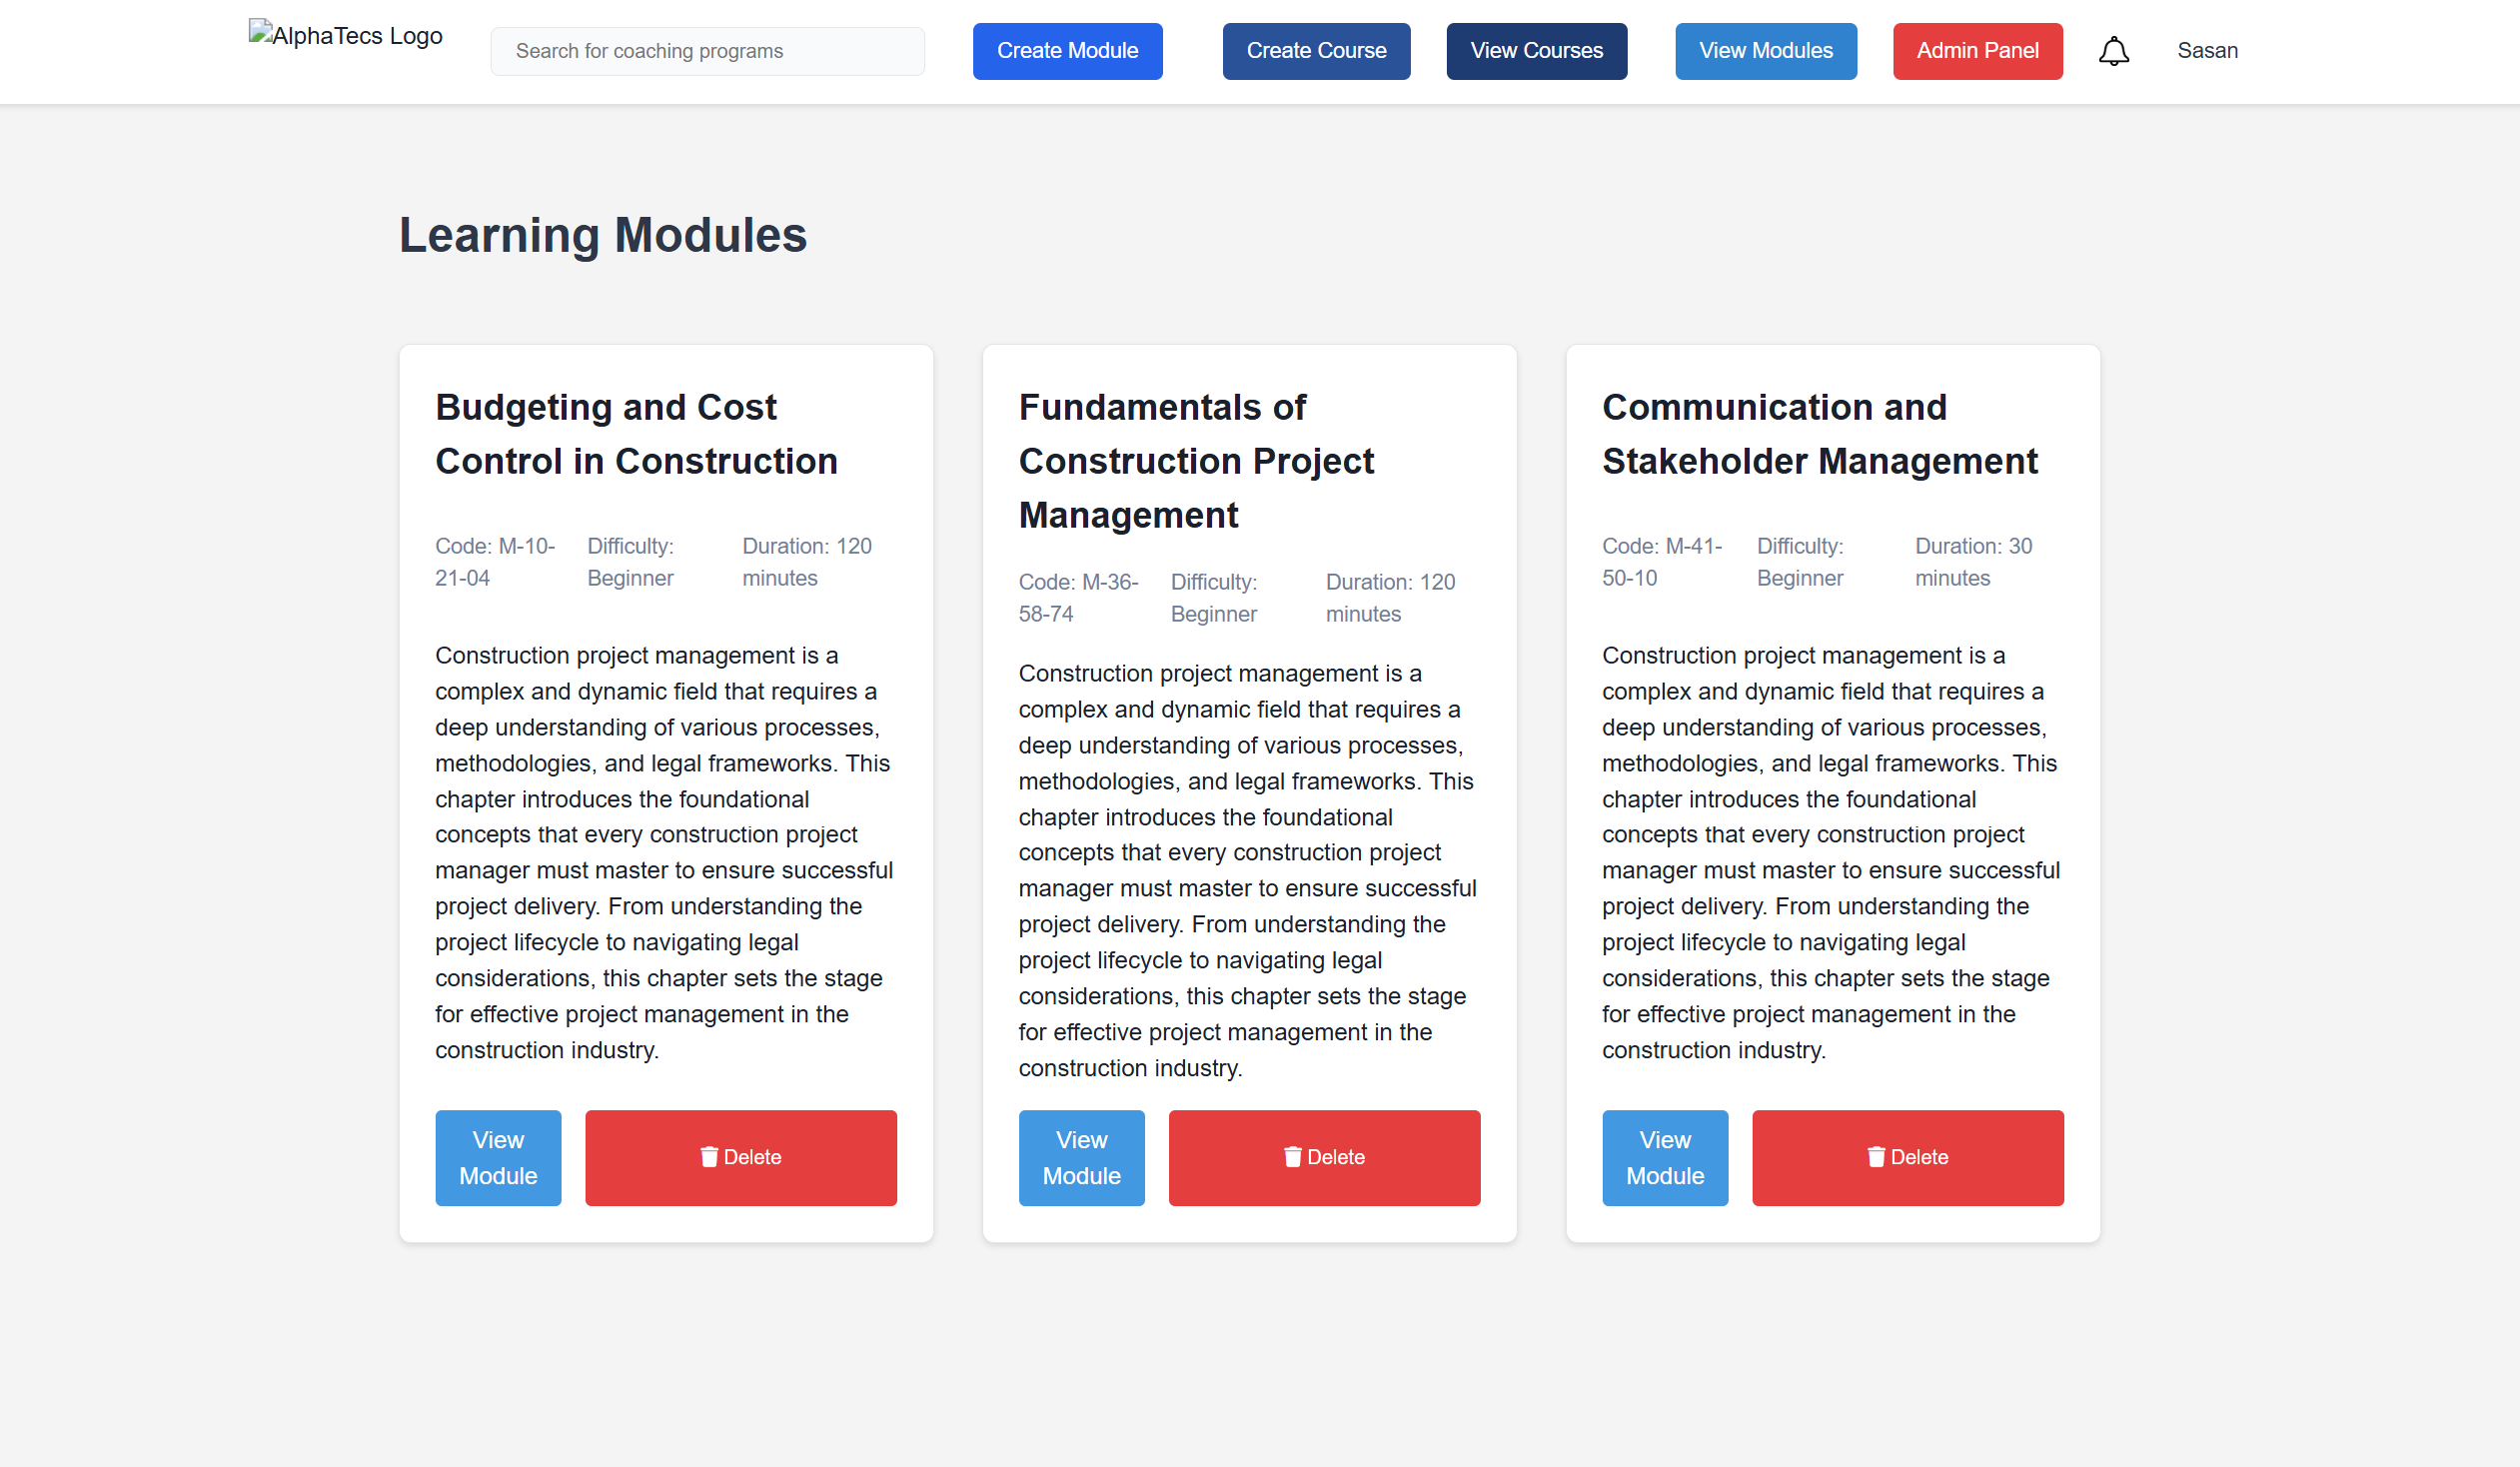 AlphaTecs Logo
Search for coaching programs
Create Module
Create Course
View Courses
View Modules
Admin Panel
Sasan
Learning Modules
Budgeting and Cost
Control in Construction
Code: M-10-
21-04
Difficulty:
Beginner
Duration: 120
minutes
Construction project management is a
complex and dynamic field that requires a
deep understanding of various processes,
methodologies, and legal frameworks. This
chapter introduces the foundational
concepts that every construction project
manager must master to ensure successful
project delivery. From understanding the
project lifecycle to navigating legal
considerations, this chapter sets the stage
for effective project management in the
construction industry.
View
Module
Delete
Fundamentals of
Construction Project
Management
Code: M-36-
58-74
Difficulty:
Beginner
Duration: 120
minutes
Construction project management is a
complex and dynamic field that requires a
deep understanding of various processes,
methodologies, and legal frameworks. This
chapter introduces the foundational
concepts that every construction project
manager must master to ensure successful
project delivery. From understanding the
project lifecycle to navigating legal
considerations, this chapter sets the stage
for effective project management in the
construction industry.
View
Module
Delete
Communication and
Stakeholder Management
Code: M-41-
50-10
Difficulty:
Beginner
Duration: 30
minutes
Construction project management is a
complex and dynamic field that requires a
deep understanding of various processes,
methodologies, and legal frameworks. This
chapter introduces the foundational
concepts that every construction project
manager must master to ensure successful
project delivery. From understanding the
project lifecycle to navigating legal
considerations, this chapter sets the stage
for effective project management in the
construction industry.
View
Module
Delete